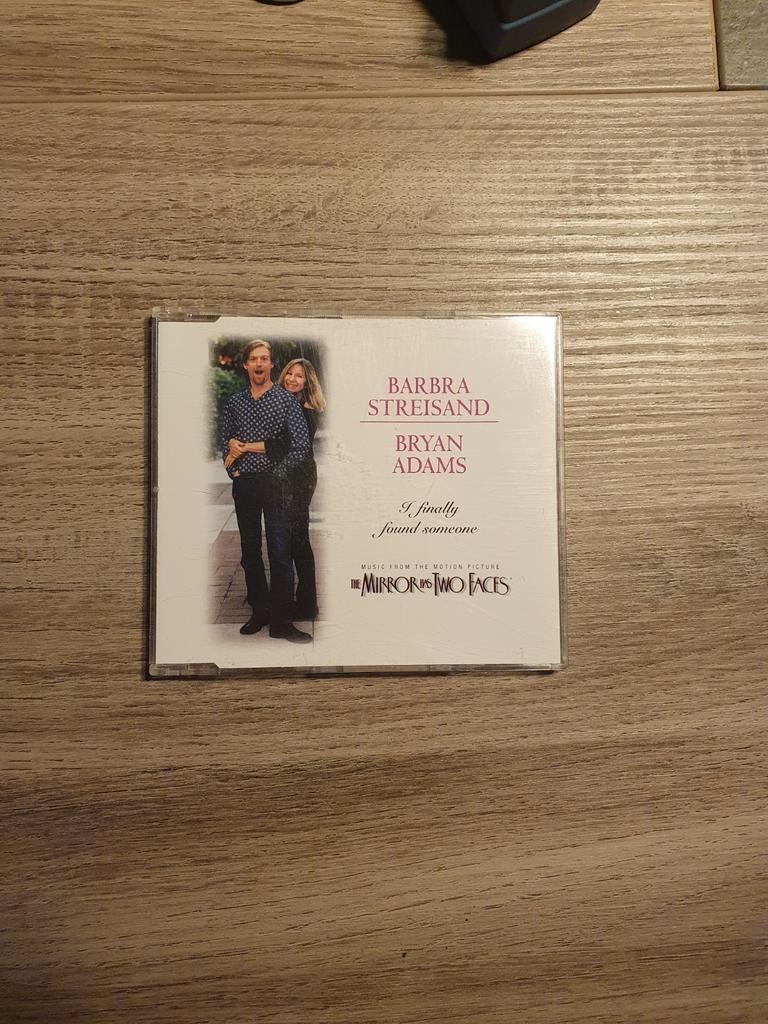 BARBRA
STREISAND
BRYAN
ADAMS
I finally
found someone
MUSIC FROM THE MOTION PICTURE
THE MIRROR HAS TWO FACES